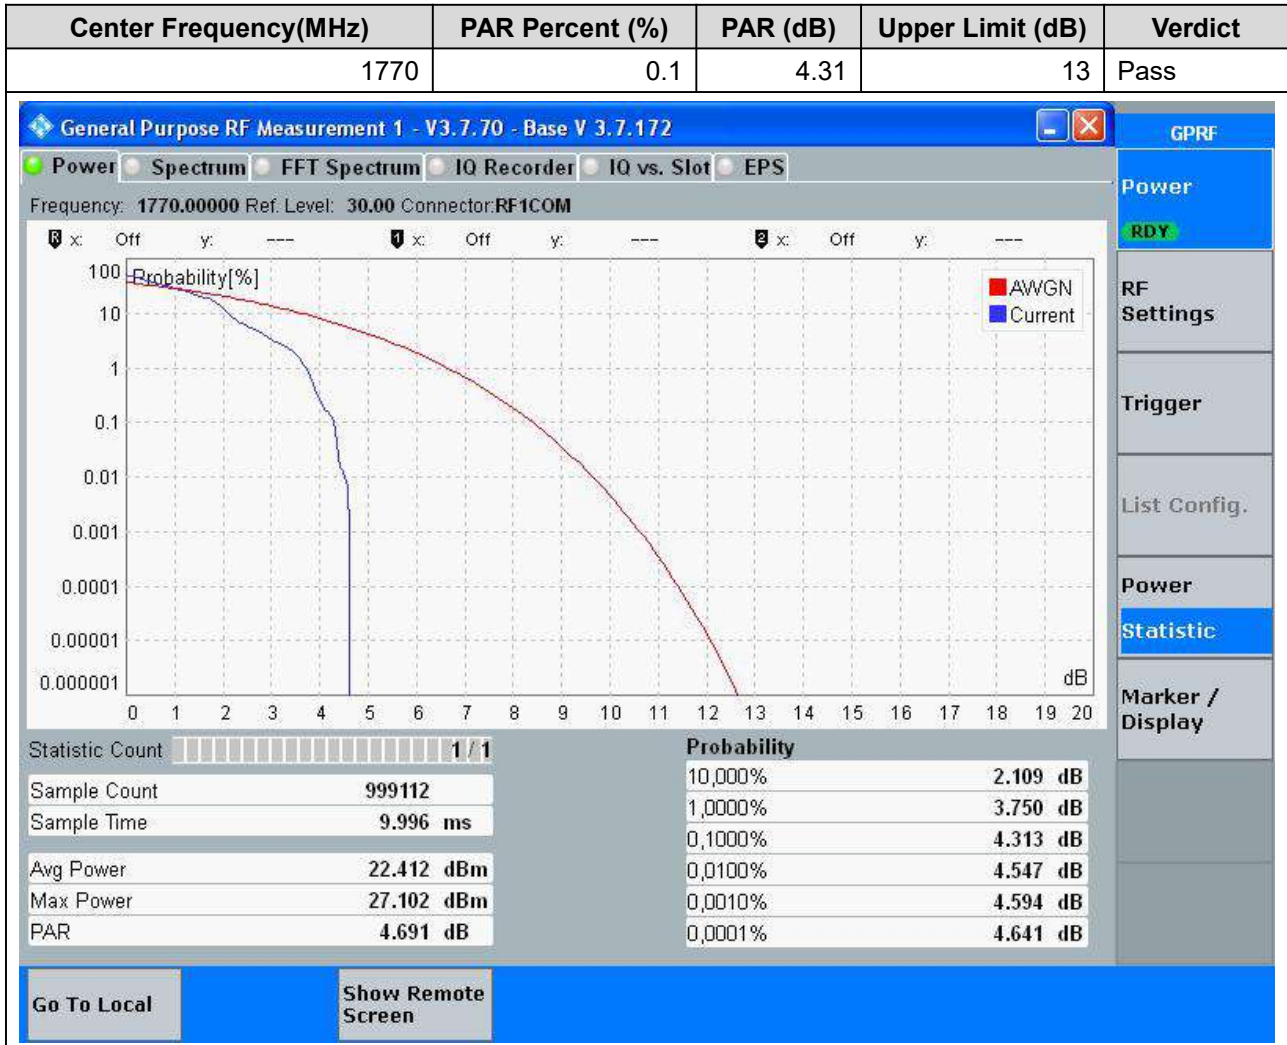 Center Frequency(MHz) PAR Percent (%) PAR (dB) Upper Limit (dB) Verdict
1770 0.1 4.31 13 Pass
General Purpose RF Measurement 1 - V3.7.70 - Base V 3.7.172
GPRF
Power Spectrum FFT Spectrum IQ Recorder IQ vs. Slot EPS
Frequency: 1770.00000 Ref. Level: 30.00 Connector:RF1COM
R x: Off y: --- 1 x: Off y: --- 2 x: Off y: ---
Probability[%]
AWGN
Current
100
10
1
0.1
0.01
0.001
0.0001
0.00001
0.000001
dB
0 1 2 3 4 5 6 7 8 9 10 11 12 13 14 15 16 17 18 19 20
Statistic Count 1 / 1
Sample Count 999112
Sample Time 9.996 ms
Avg Power 22.412 dBm
Max Power 27.102 dBm
PAR 4.691 dB
Probability
10,000% 2.109 dB
1,0000% 3.750 dB
0,1000% 4.313 dB
0,0100% 4.547 dB
0,0010% 4.594 dB
0,0001% 4.641 dB
Power
RDY
RF
Settings
Trigger
List Config.
Power
Statistic
Marker /
Display
Go To Local
Show Remote
Screen